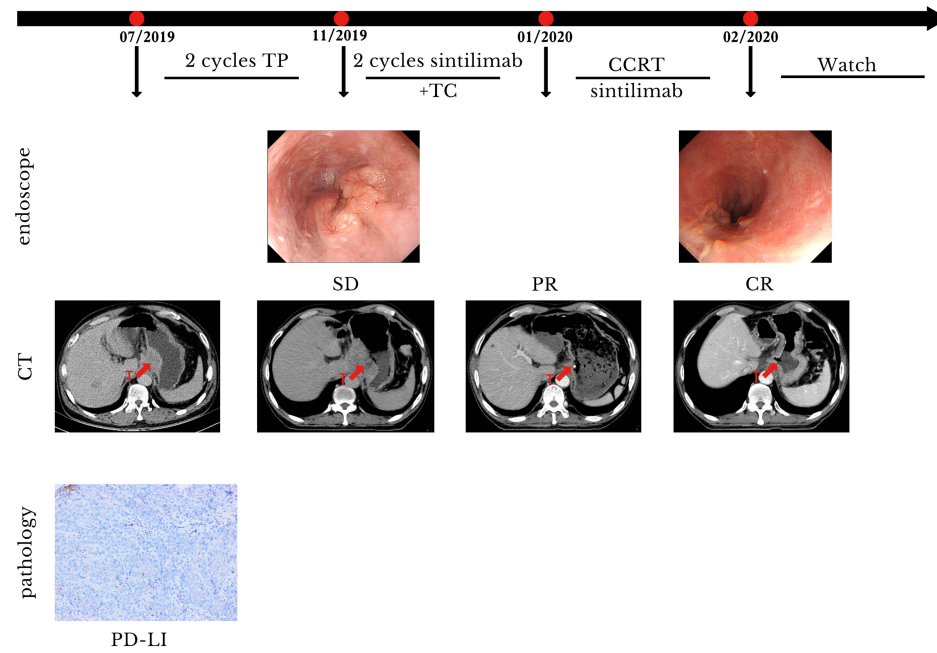 07/2019
11/2019
01/2020
02/2020
2 cycles TP
2 cycles sintilimab
+TC
CCRT
sintilimab
Watch
endoscope
SD
PR
CR
CT
T
T
T
T
pathology
PD-LI